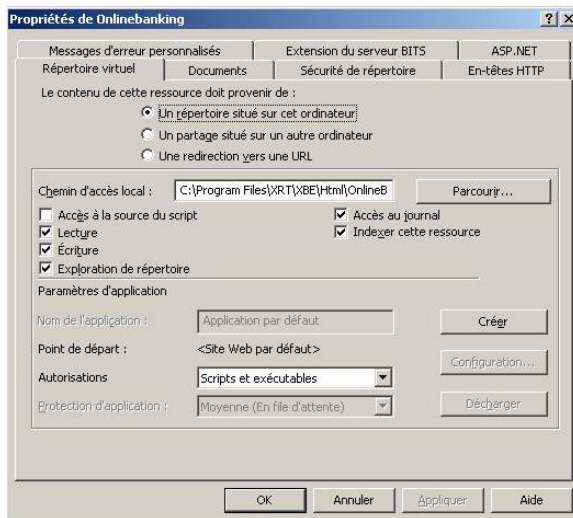 Propriétés de Onlinebanking
Messages d'erreur personnalisés Extension du serveur BITS ASP.NET
Répertoire virtuel Documents Sécurité de répertoire En-têtes HTTP
Le contenu de cette ressource doit provenir de :
Un répertoire situé sur cet ordinateur
Un partage situé sur un autre ordinateur
Une redirection vers une URL
Chemin d'accès local : C:\Program Files\XRT\XBE\Html\OnlineB Parcourir...
Accès à la source du script Accès au journal
Lecture Indexer cette ressource
Écriture
Exploration de répertoire
Paramètres d'application
Nom de l'application : Application par défaut Créer
Point de départ : <Site Web par défaut>
Configuration...
Autorisations Scripts et exécutables
Protection d'application : Moyenne (En file d'attente) Décharger
OK Annuler Appliquer Aide